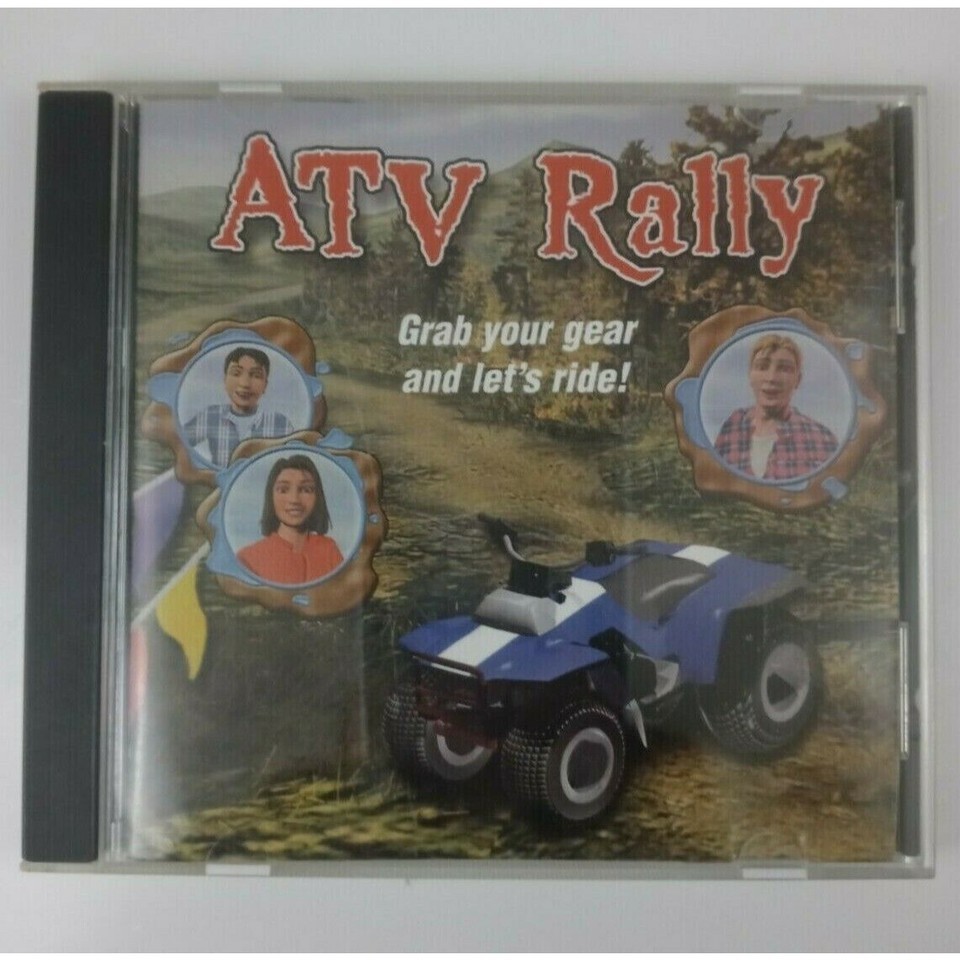 ATV Rally
Grab your gear
and let's ride!